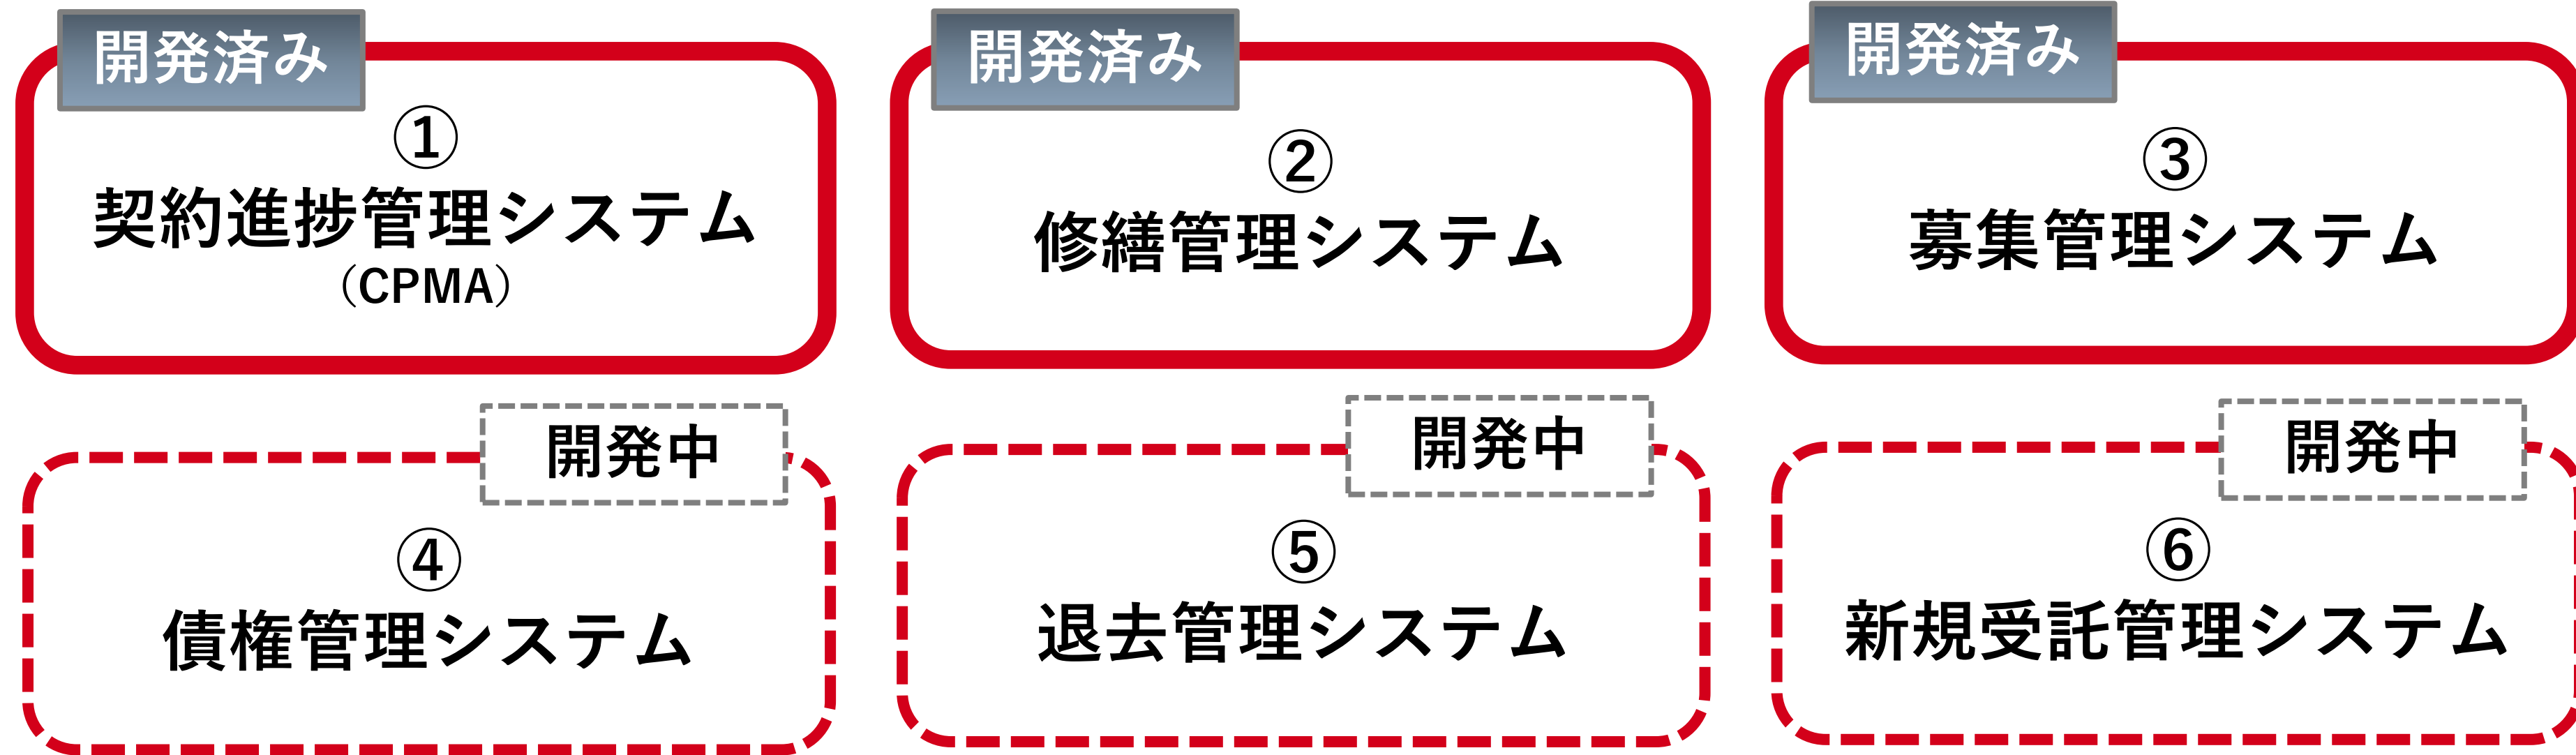 開発済み
①
契約進捗管理システム
（CPMA）
開発済み
②
修繕管理システム
開発済み
③
募集管理システム
開発中
④
債権管理システム
開発中
⑤
退去管理システム
開発中
⑥
新規受託管理システム